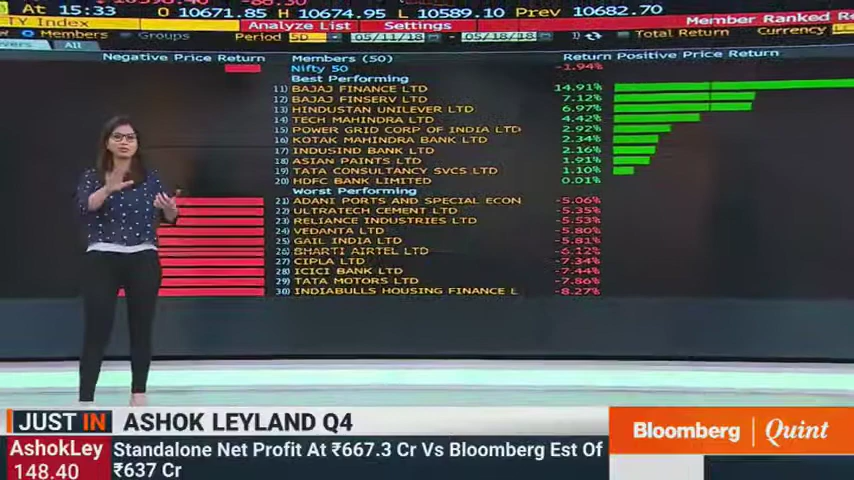 At 15:33 O 10671.85 H 10674.95 L 10589.10 Prev 10682.70
TY Index Analyze List Settings Member Ranked Re
Members Groups Period 5D 05/11/18 - 05/18/18 Total Return Currency
All
Negative Price Return Members (50) Return Positive Price Return
Nifty 50 -1.94%
Best Performing
11) BAJAJ FINANCE LTD 14.91%
12) BAJAJ FINSERV LTD 7.12%
13) HINDUSTAN UNILEVER LTD 6.97%
14) TECH MAHINDRA LTD 4.42%
15) POWER GRID CORP OF INDIA LTD 2.92%
16) KOTAK MAHINDRA BANK LTD 2.34%
17) INDUSIND BANK LTD 2.16%
18) ASIAN PAINTS LTD 1.91%
19) TATA CONSULTANCY SVCS LTD 1.10%
20) HDFC BANK LIMITED 0.01%
Worst Performing
21) ADANI PORTS AND SPECIAL ECON -5.06%
22) ULTRATECH CEMENT LTD -5.35%
23) RELIANCE INDUSTRIES LTD -5.53%
24) VEDANTA LTD -5.80%
25) GAIL INDIA LTD -5.81%
26) BHARTI AIRTEL LTD -6.12%
27) CIPLA LTD -7.34%
28) ICICI BANK LTD -7.44%
29) TATA MOTORS LTD -7.86%
30) INDIABULLS HOUSING FINANCE L -8.27%
JUST IN ASHOK LEYLAND Q4
AshokLey
148.40
Standalone Net Profit At ₹667.3 Cr Vs Bloomberg Est Of
₹637 Cr
Bloomberg | Quint